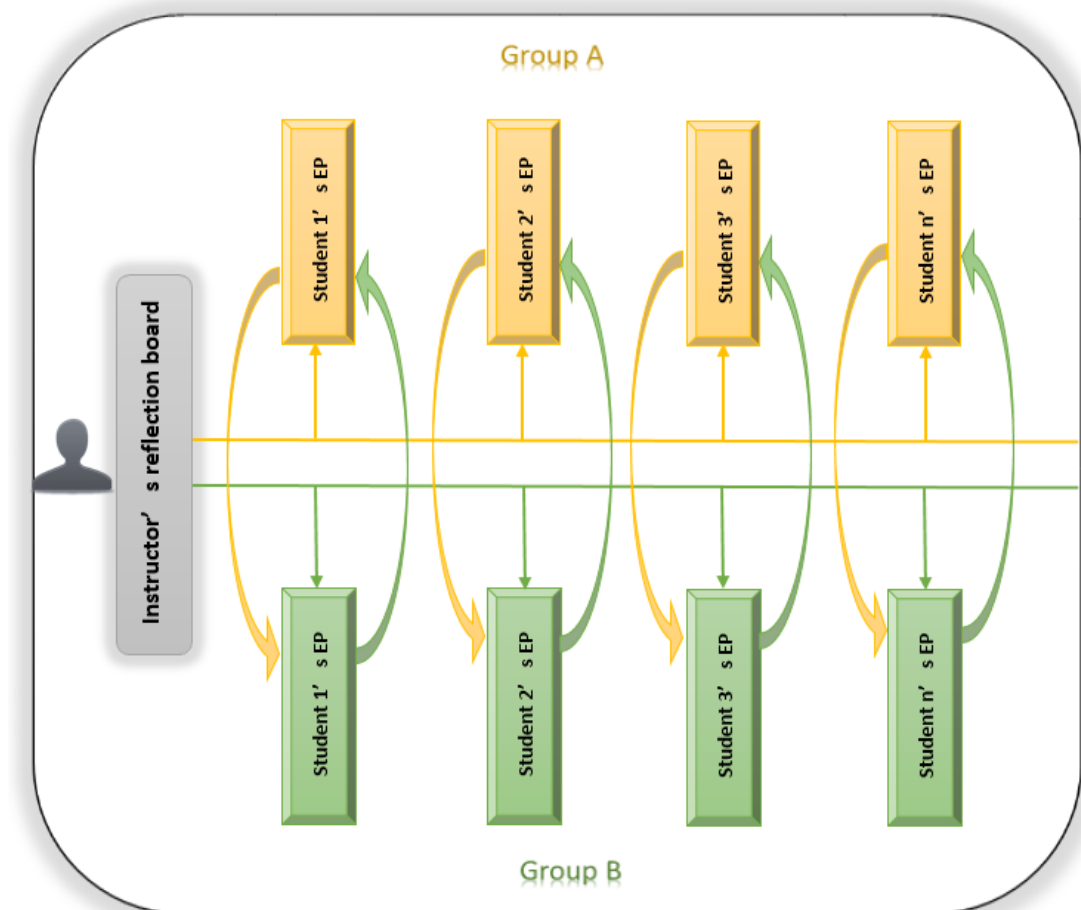 Group A
Student 1’ s EP
Student 2’ s EP
Student 3’ s EP
Student n’ s EP
Instructor’ s reflection board
Student 1’ s EP
Student 2’ s EP
Student 3’ s EP
Student n’ s EP
Group B